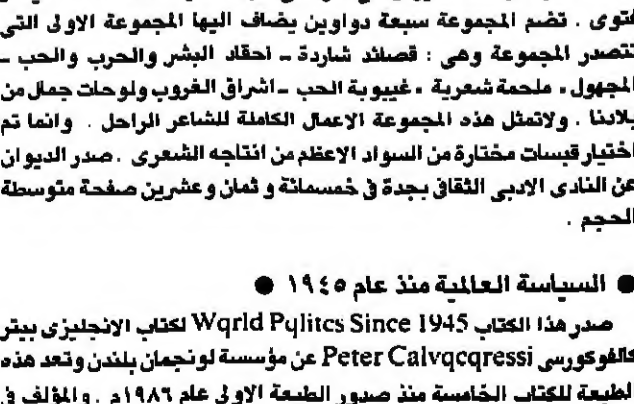 لتوى . تضم المجموعة سبعة دواوين يضاف اليها المجموعة الاولى التى
تتصدر المجموعة وهى : قصائد شاردة ــ احقاد البشر والحرب والحب ــ
المجهول ، ملحمة شعرية ، غيبوبة الحب ــ اشراق الغروب ولوحات جمال من
بلادنا . ولاتمثل هذه المجموعة الاعمال الكاملة للشاعر الراحل . وانما تم
اختيار قبسات مختارة من السواد الاعظم من انتاجه الشعرى . صدر الديوان
عن النادى الادبى الثقافى بجدة فى خمسمائة و ثمان وعشرين صفحة متوسطة
الحجم .
● السياسة العالمية منذ عام ١٩٤٥ ●
صدر هذا الكتاب Wqrld Pqlitcs Since 1945 لكتاب الانجليزى بيتر
كالفوكورسى Peter Calvqcqressi عن مؤسسة لونجمان بلندن وتعد هذه
الطبعة للكتاب الخامسة منذ صدور الطبعة الاولى عام ١٩٨٦م . والمؤلف فى